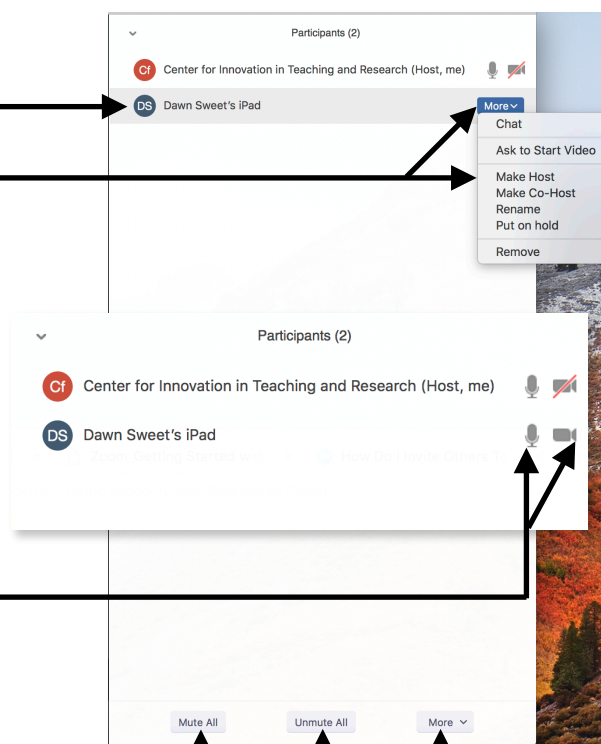 Participants (2)
Cf Center for Innovation in Teaching and Research (Host, me)
DS Dawn Sweet's iPad More
Chat
Ask to Start Video
Make Host
Make Co-Host
Rename
Put on hold
Remove
Participants (2)
Cf Center for Innovation in Teaching and Research (Host, me)
DS Dawn Sweet's iPad
Mute All Unmute All More